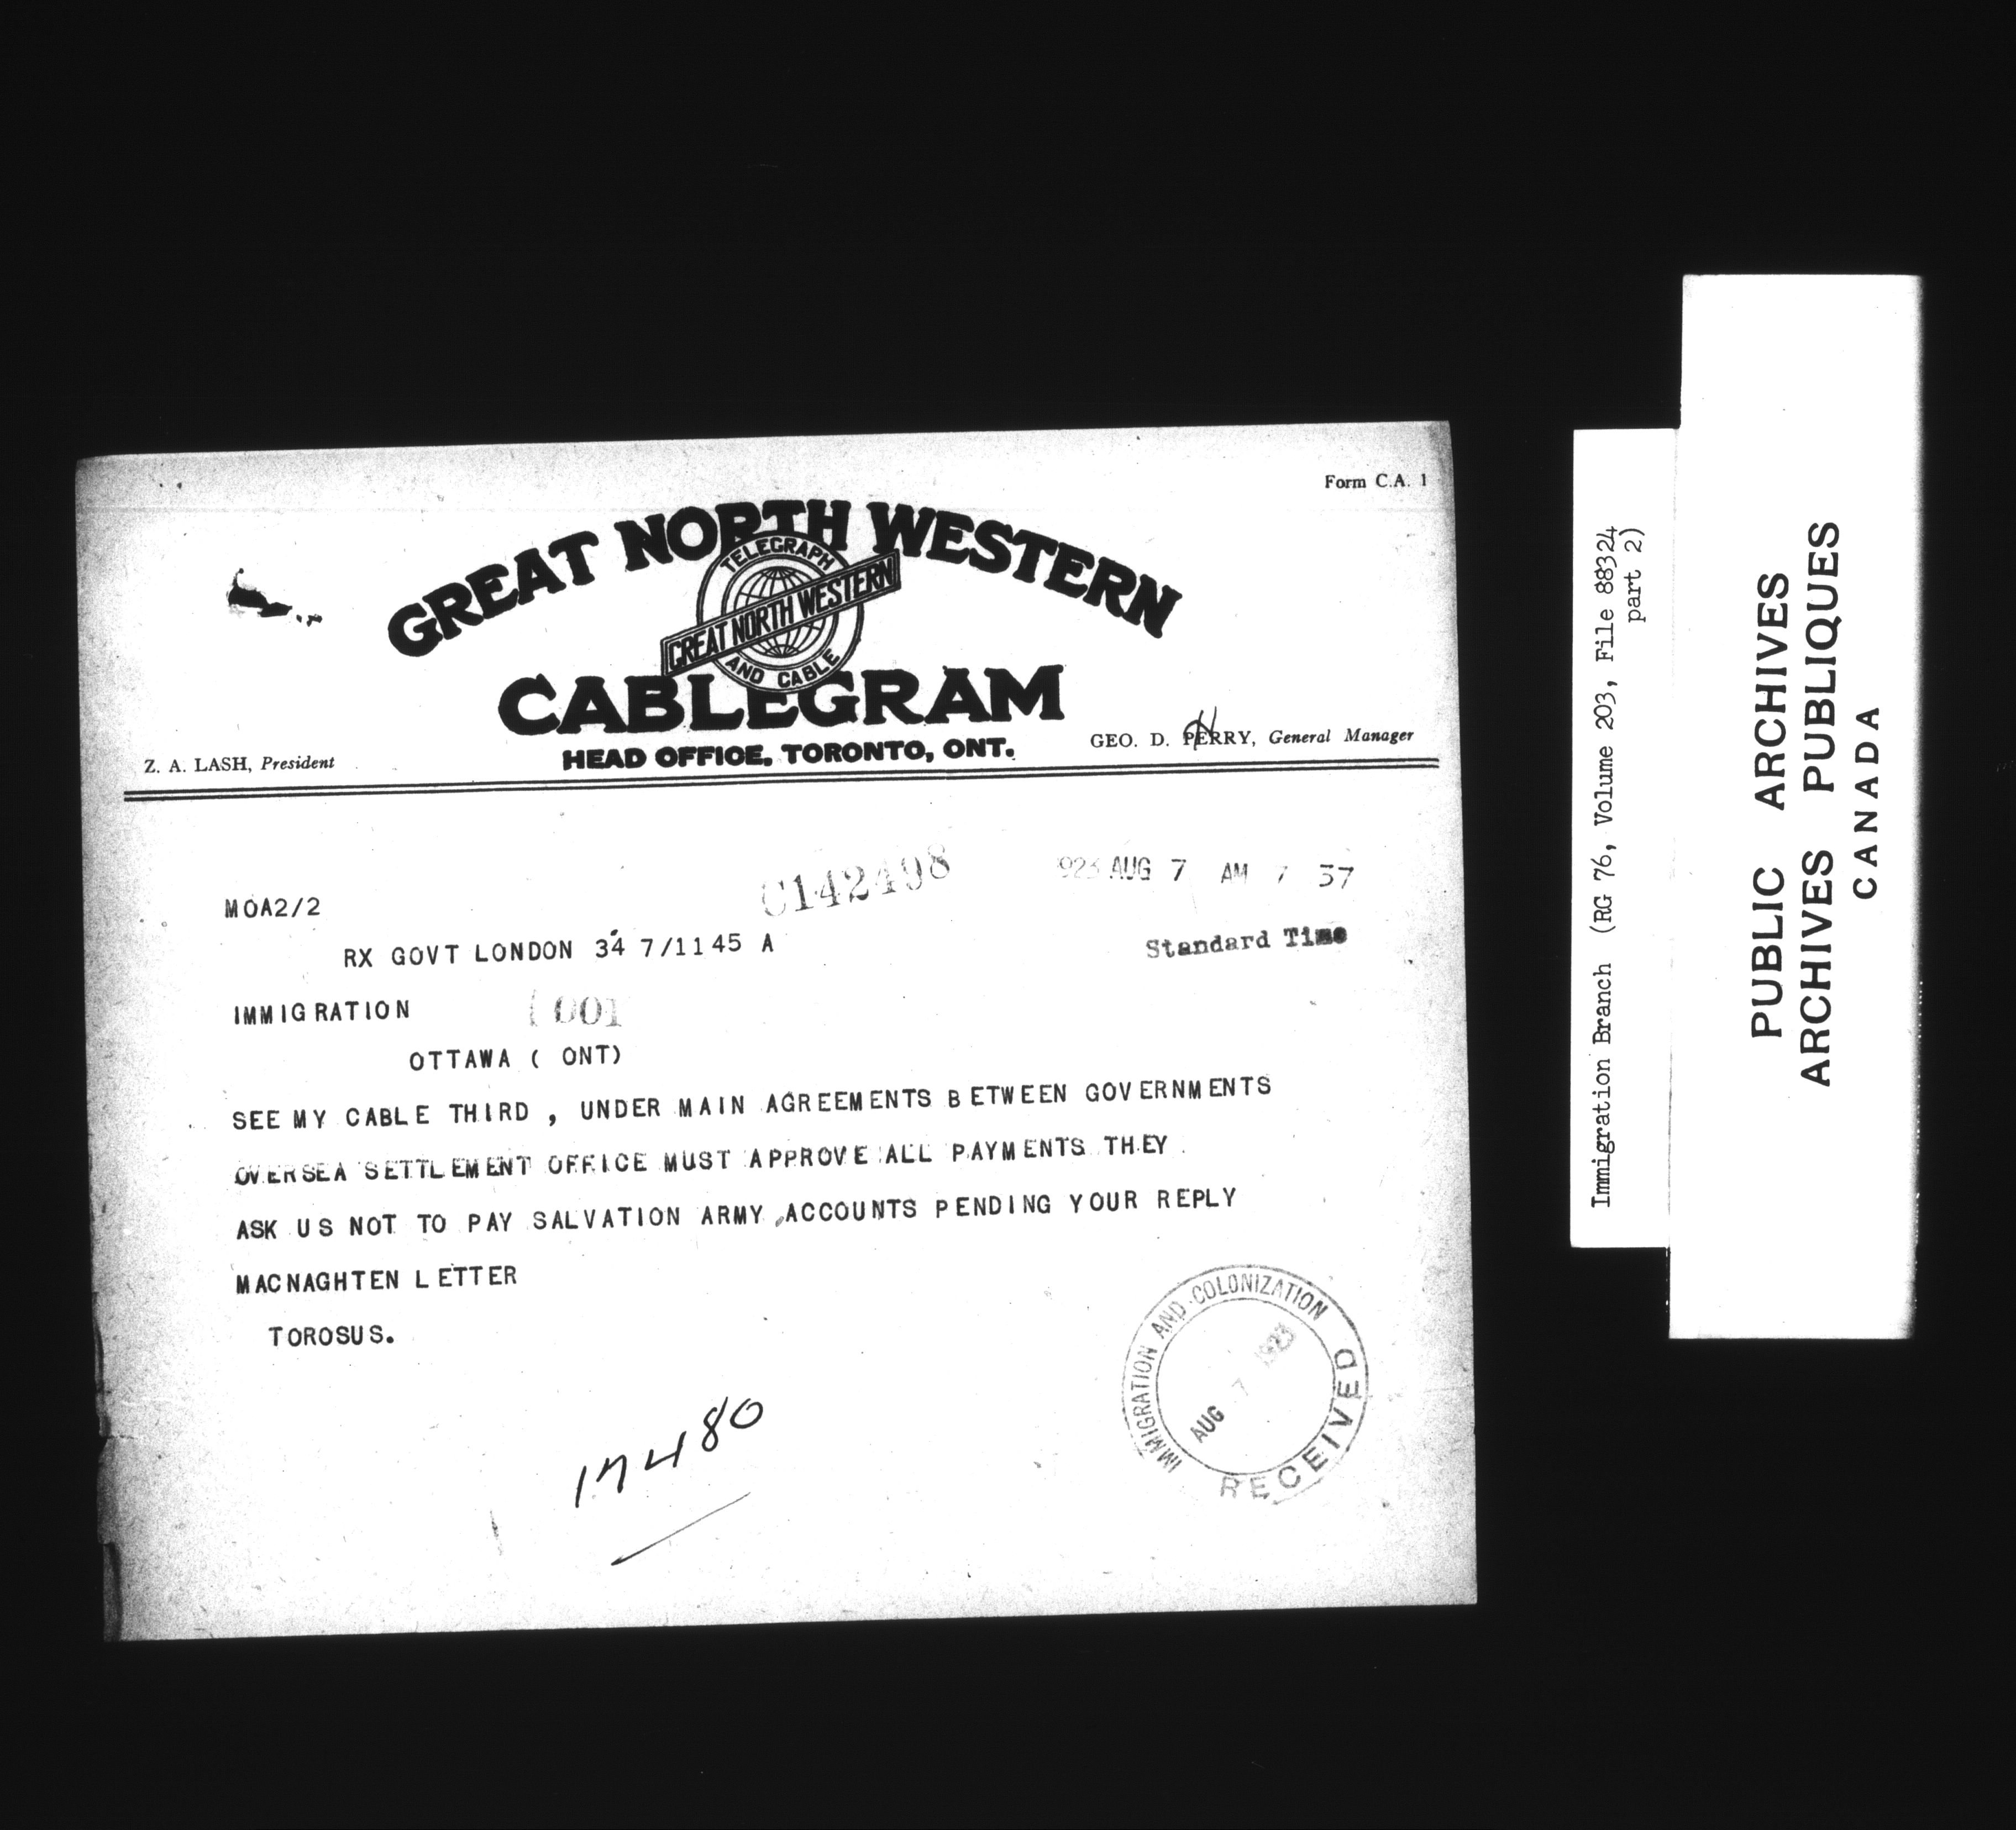 Form C.A. 1
GREAT NORTH WESTERN
TELEGRAPH
GREAT NORTH WESTERN
AND CABLE
CABLEGRAM
HEAD OFFICE, TORONTO, ONT.
Z. A. LASH, President
GEO. D. PERRY, General Manager
C142498
923 AUG 7 AM 7 37
MOA2/2
Standard Time
RX GOVT LONDON 34 7/1145 A
IMMIGRATION
001
OTTAWA ( ONT)
SEE MY CABLE THIRD , UNDER MAIN AGREEMENTS BETWEEN GOVERNMENTS
OVERSEA SETTLEMENT OFFICE MUST APPROVE ALL PAYMENTS THEY
ASK US NOT TO PAY SALVATION ARMY ACCOUNTS PENDING YOUR REPLY
MACNAGHTEN LETTER
TOROSUS.
17480
IMMIGRATION AND COLONIZATION
AUG 7 1923
RECEIVED
Immigration Branch (RG 76, Volume 203, File 88324
part 2)
PUBLIC ARCHIVES
ARCHIVES PUBLIQUES
CANADA